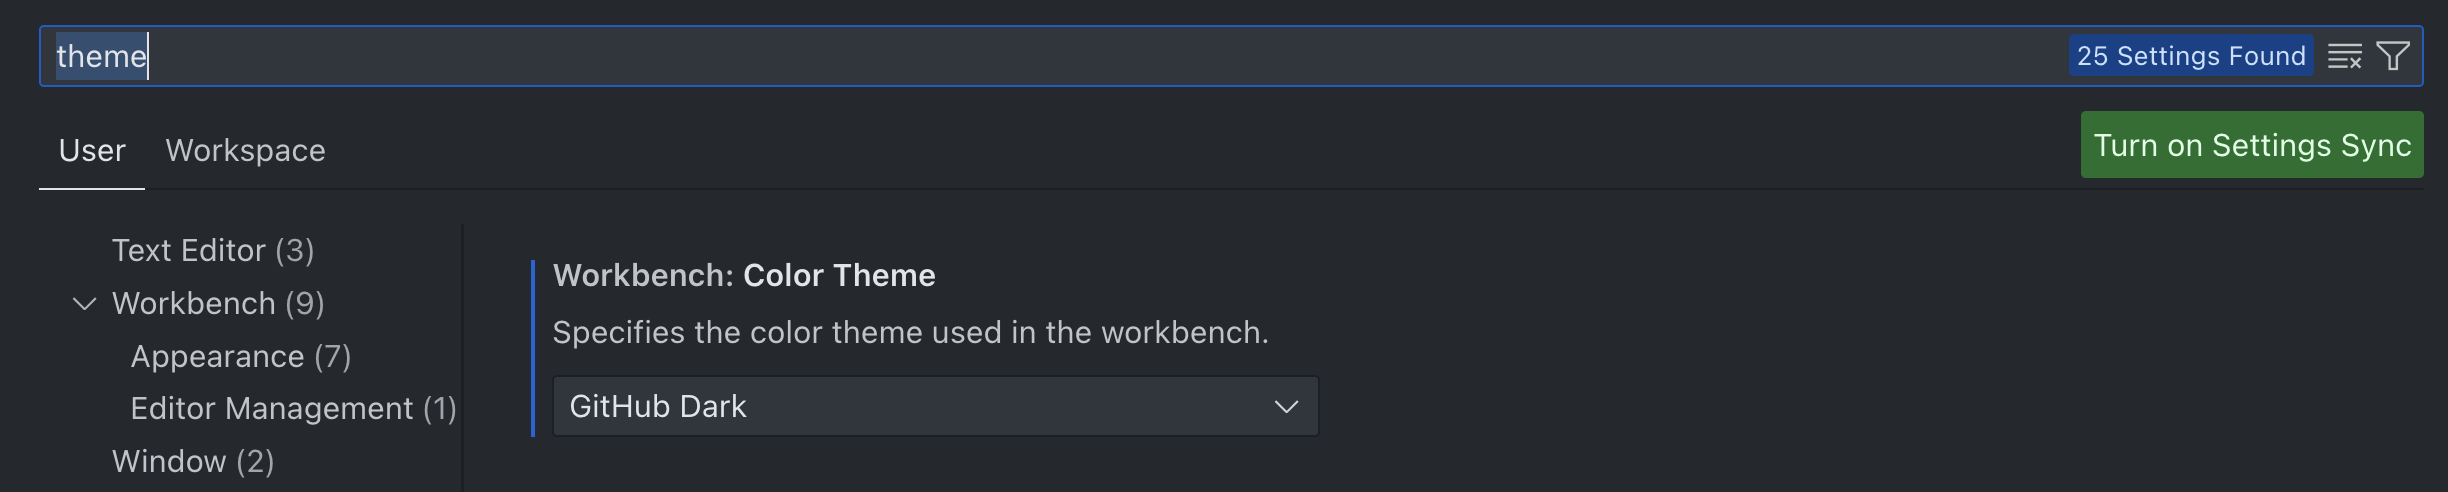 theme
25 Settings Found
User Workspace
Turn on Settings Sync
Text Editor (3)
Workbench (9)
Appearance (7)
Editor Management (1)
Window (2)
Workbench: Color Theme
Specifies the color theme used in the workbench.
GitHub Dark